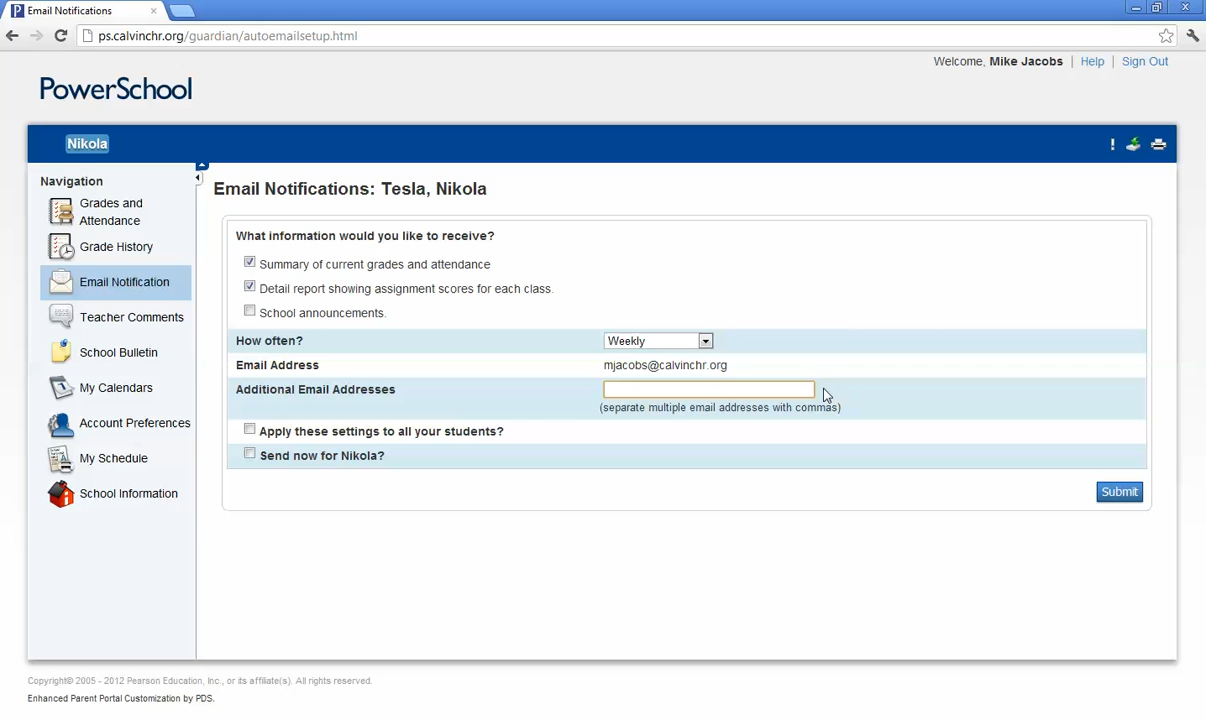 Email Notifications
ps.calvinchr.org/guardian/autoemailsetup.html
Welcome, Mike Jacobs | Help | Sign Out
PowerSchool
Nikola
Navigation
Grades and
Attendance
Grade History
Email Notification
Teacher Comments
School Bulletin
My Calendars
Account Preferences
My Schedule
School Information
Email Notifications: Tesla, Nikola
What information would you like to receive?
Summary of current grades and attendance
Detail report showing assignment scores for each class.
School announcements.
How often? Weekly
Email Address mjacobs@calvinchr.org
Additional Email Addresses
(separate multiple email addresses with commas)
Apply these settings to all your students?
Send now for Nikola?
Submit
Copyright© 2005 - 2012 Pearson Education, Inc., or its affiliate(s). All rights reserved.
Enhanced Parent Portal Customization by PDS.